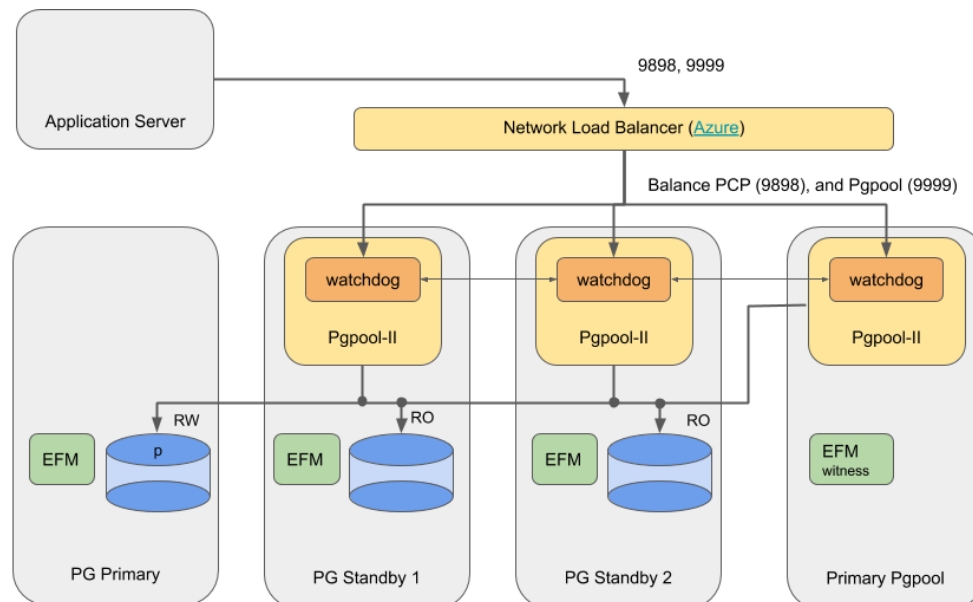 9898, 9999
Application Server
Network Load Balancer (Azure)
Balance PCP (9898), and Pgpool (9999)
watchdog
watchdog
watchdog
Pgpool-II
Pgpool-II
Pgpool-II
RW
RO
RO
EFM
p
EFM
EFM
EFM
witness
PG Primary
PG Standby 1
PG Standby 2
Primary Pgpool